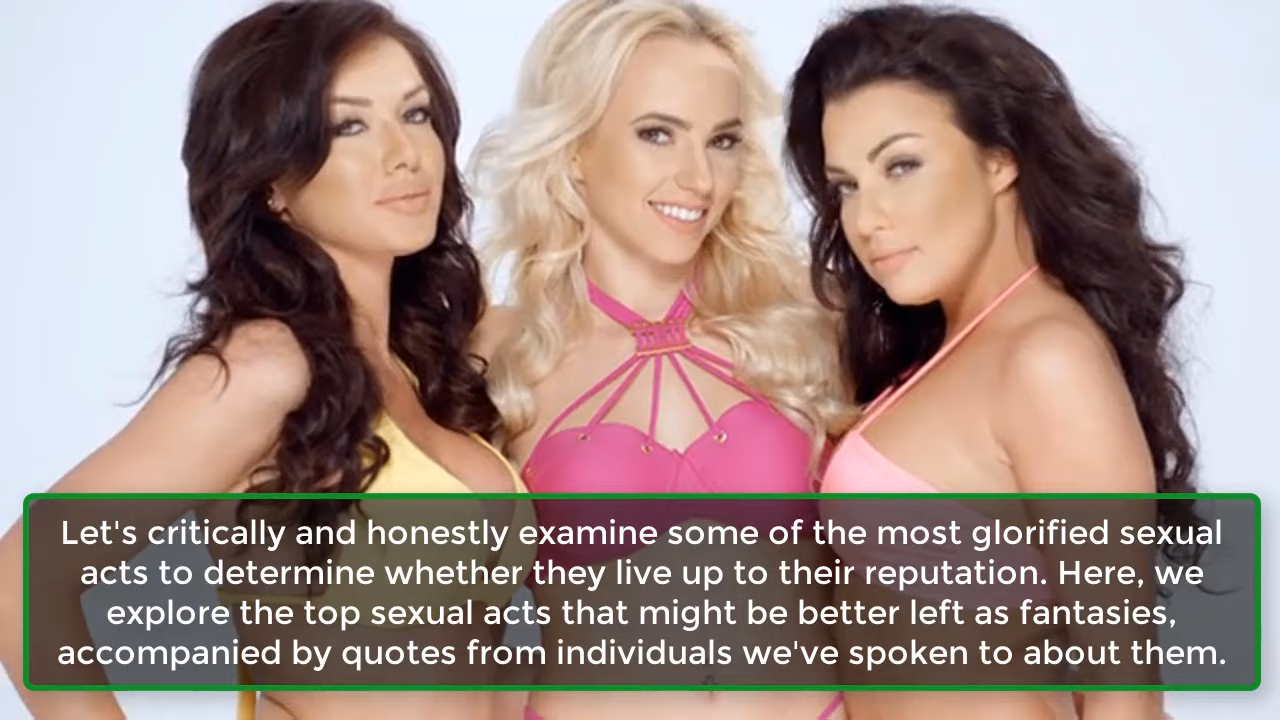 Let's critically and honestly examine some of the most glorified sexual
acts to determine whether they live up to their reputation. Here, we
explore the top sexual acts that might be better left as fantasies,
accompanied by quotes from individuals we've spoken to about them.